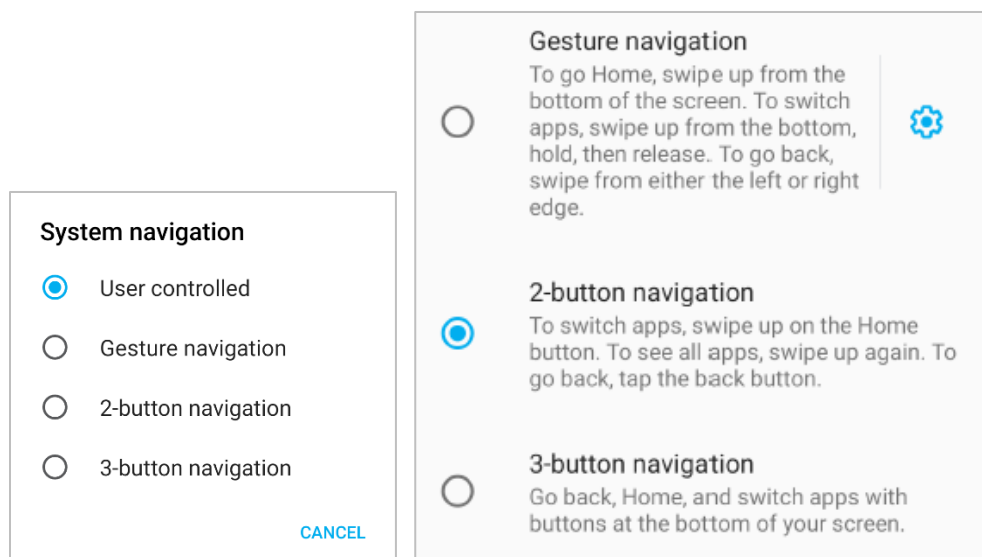 System navigation
User controlled
Gesture navigation
2-button navigation
3-button navigation
CANCEL
Gesture navigation
To go Home, swipe up from the
bottom of the screen. To switch
apps, swipe up from the bottom,
hold, then release. To go back,
swipe from either the left or right
edge.
2-button navigation
To switch apps, swipe up on the Home
button. To see all apps, swipe up again. To
go back, tap the back button.
3-button navigation
Go back, Home, and switch apps with
buttons at the bottom of your screen.